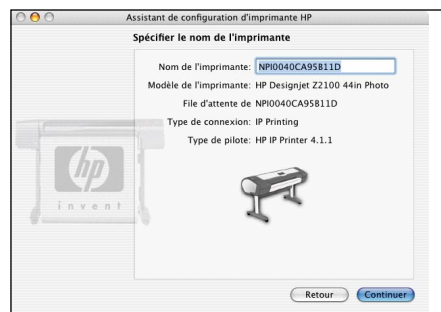 Assistant de configuration d'imprimante HP
Spécifier le nom de l'imprimante
Nom de l'imprimante: NPI0040CA95B11D
Modèle de l'imprimante: HP Designjet Z2100 44in Photo
File d'attente de NPI0040CA95B11D
Type de connexion: IP Printing
Type de pilote: HP IP Printer 4.1.1
hp
invent
Retour
Continuer